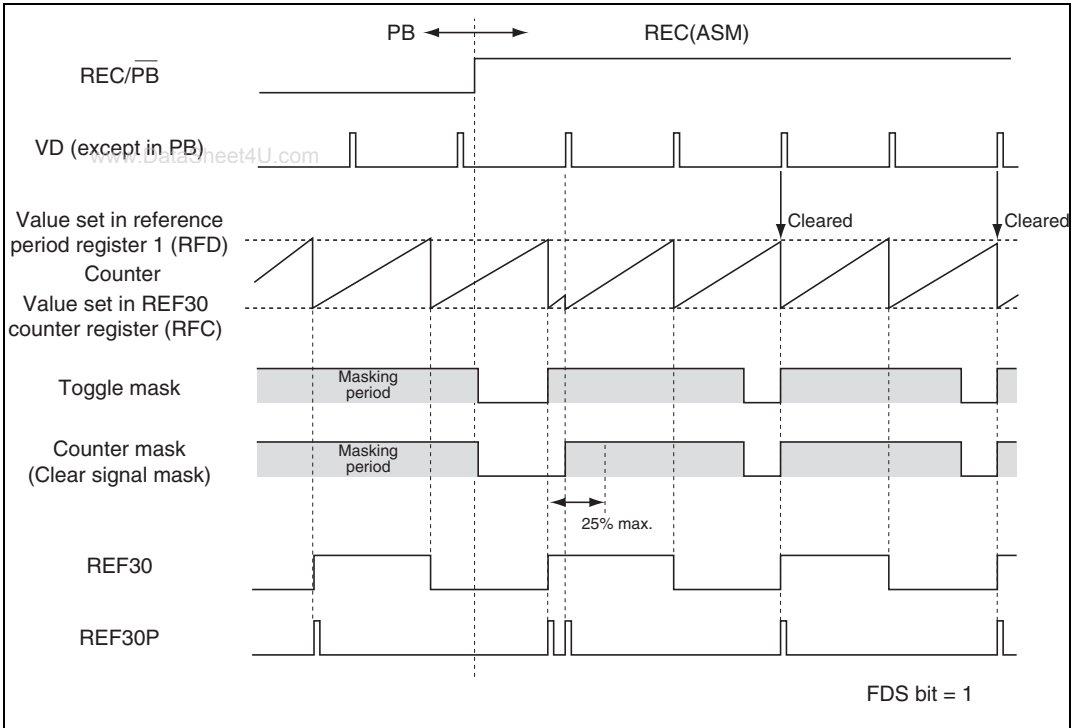 PB REC(ASM)
REC/PB
VD (except in PB)
www.DataSheet4U.com
Value set in reference
period register 1 (RFD)
Cleared
Cleared
Counter
Value set in REF30
counter register (RFC)
Toggle mask
Masking
period
Counter mask
(Clear signal mask)
Masking
period
25% max.
REF30
REF30P
FDS bit = 1